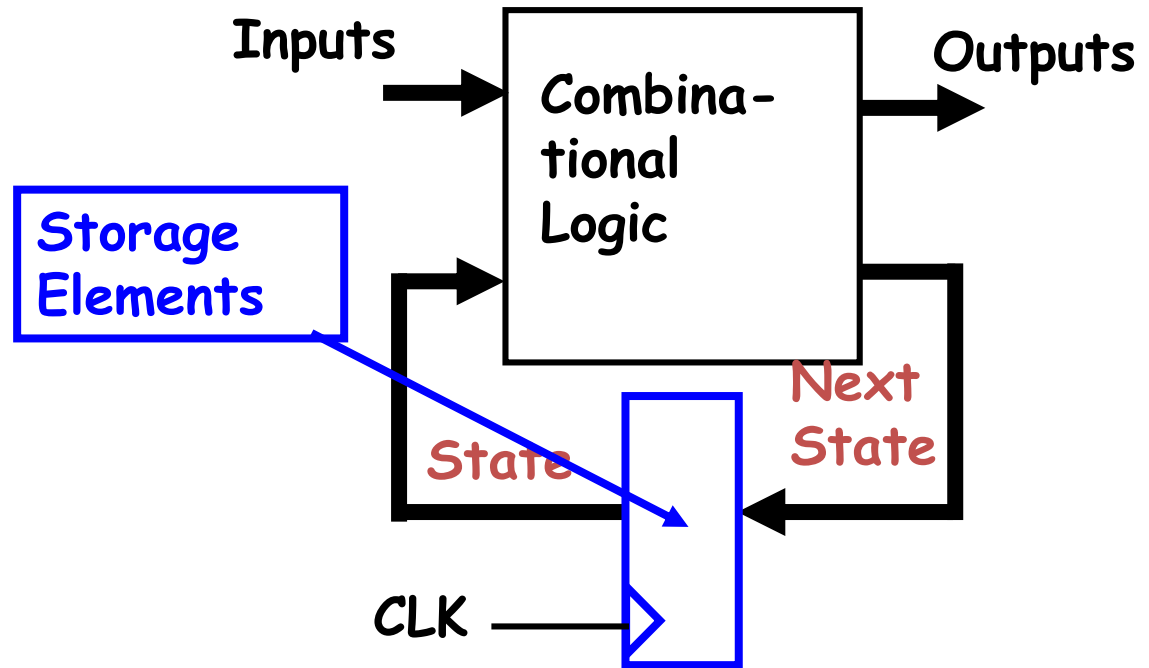 Inputs
Outputs
Combina-
tional
Logic
Storage
Elements
Next
State
State
CLK